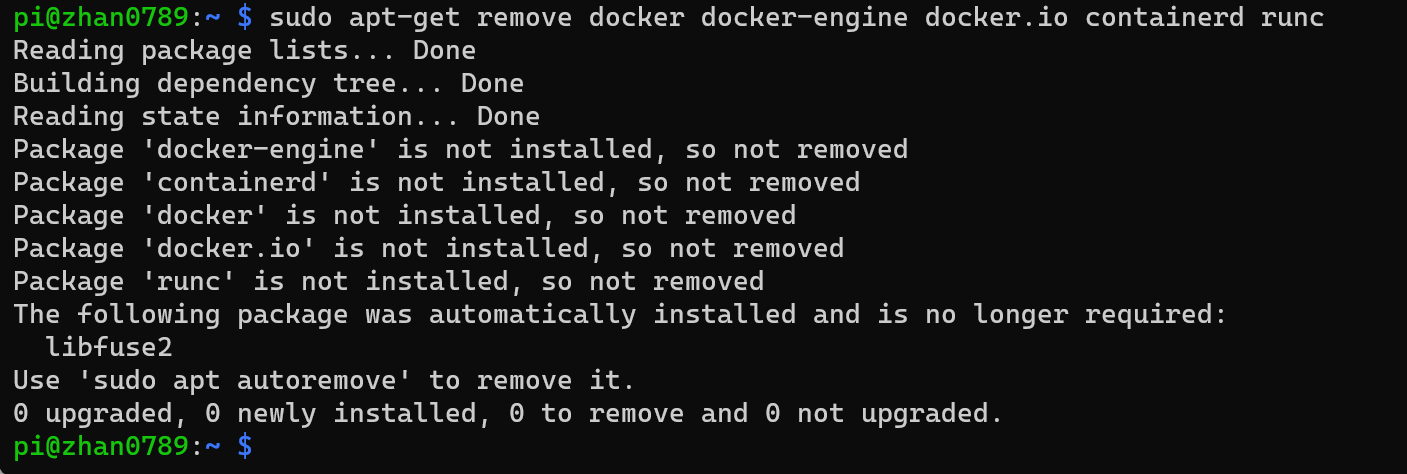 pi@zhan0789:~ $ sudo apt-get remove docker docker-engine docker.io containerd runc
Reading package lists... Done
Building dependency tree... Done
Reading state information... Done
Package 'docker-engine' is not installed, so not removed
Package 'containerd' is not installed, so not removed
Package 'docker' is not installed, so not removed
Package 'docker.io' is not installed, so not removed
Package 'runc' is not installed, so not removed
The following package was automatically installed and is no longer required:
  libfuse2
Use 'sudo apt autoremove' to remove it.
0 upgraded, 0 newly installed, 0 to remove and 0 not upgraded.
pi@zhan0789:~ $